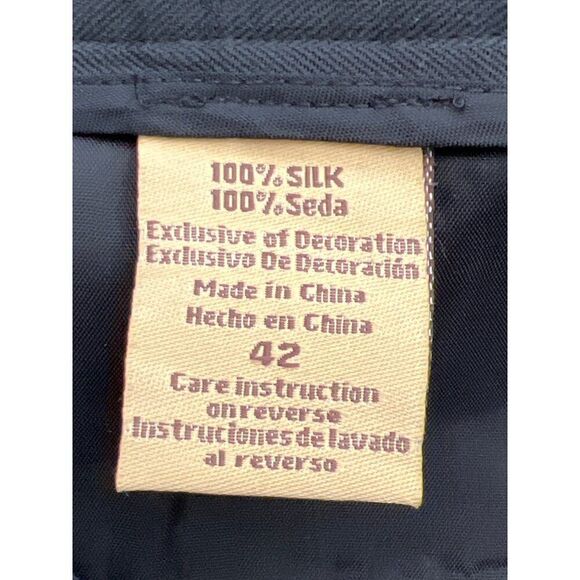 100% SILK
100% Seda
Exclusive of Decoration
Exclusivo De Decoración
Made in China
Hecho en China
42
Care instruction
on reverse
Instruciones de lavado
al reverso